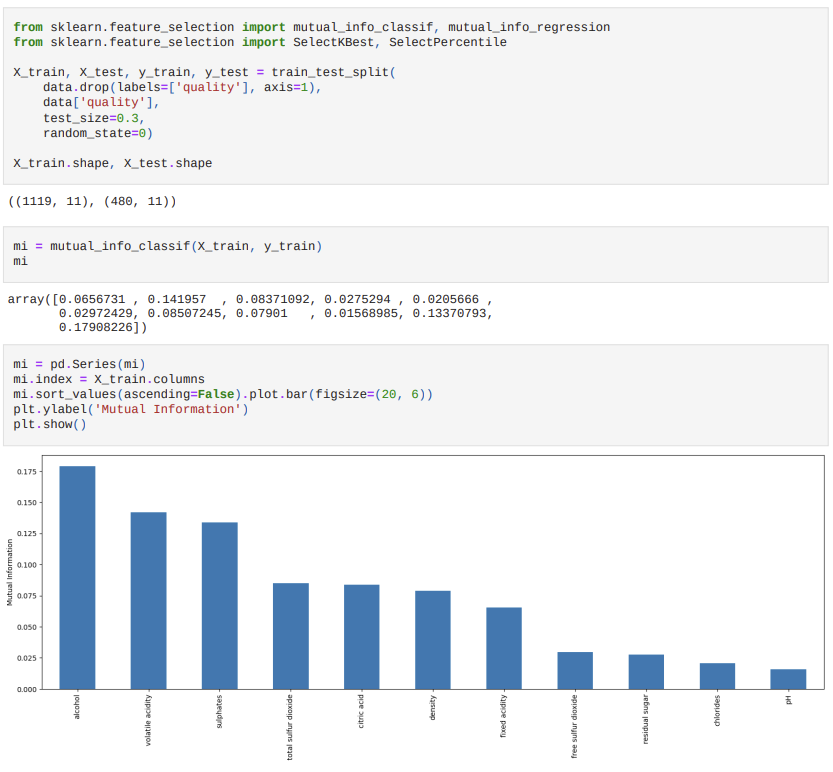 from sklearn.feature_selection import mutual_info_classif, mutual_info_regression
from sklearn.feature_selection import SelectKBest, SelectPercentile
X_train, X_test, y_train, y_test = train_test_split(
    data.drop(labels=['quality'], axis=1),
    data['quality'],
    test_size=0.3,
    random_state=0)
X_train.shape, X_test.shape
((1119, 11), (480, 11))
mi = mutual_info_classif(X_train, y_train)
mi
array([0.0656731 , 0.141957  , 0.08371092, 0.0275294 , 0.0205666 ,
       0.02972429, 0.08507245, 0.07901   , 0.01568985, 0.13370793,
       0.17908226])
mi = pd.Series(mi)
mi.index = X_train.columns
mi.sort_values(ascending=False).plot.bar(figsize=(20, 6))
plt.ylabel('Mutual Information')
plt.show()
Mutual Information
0.175
0.150
0.125
0.100
0.075
0.050
0.025
0.000
alcohol
volatile acidity
sulphates
total sulfur dioxide
citric acid
density
fixed acidity
free sulfur dioxide
residual sugar
chlorides
pH